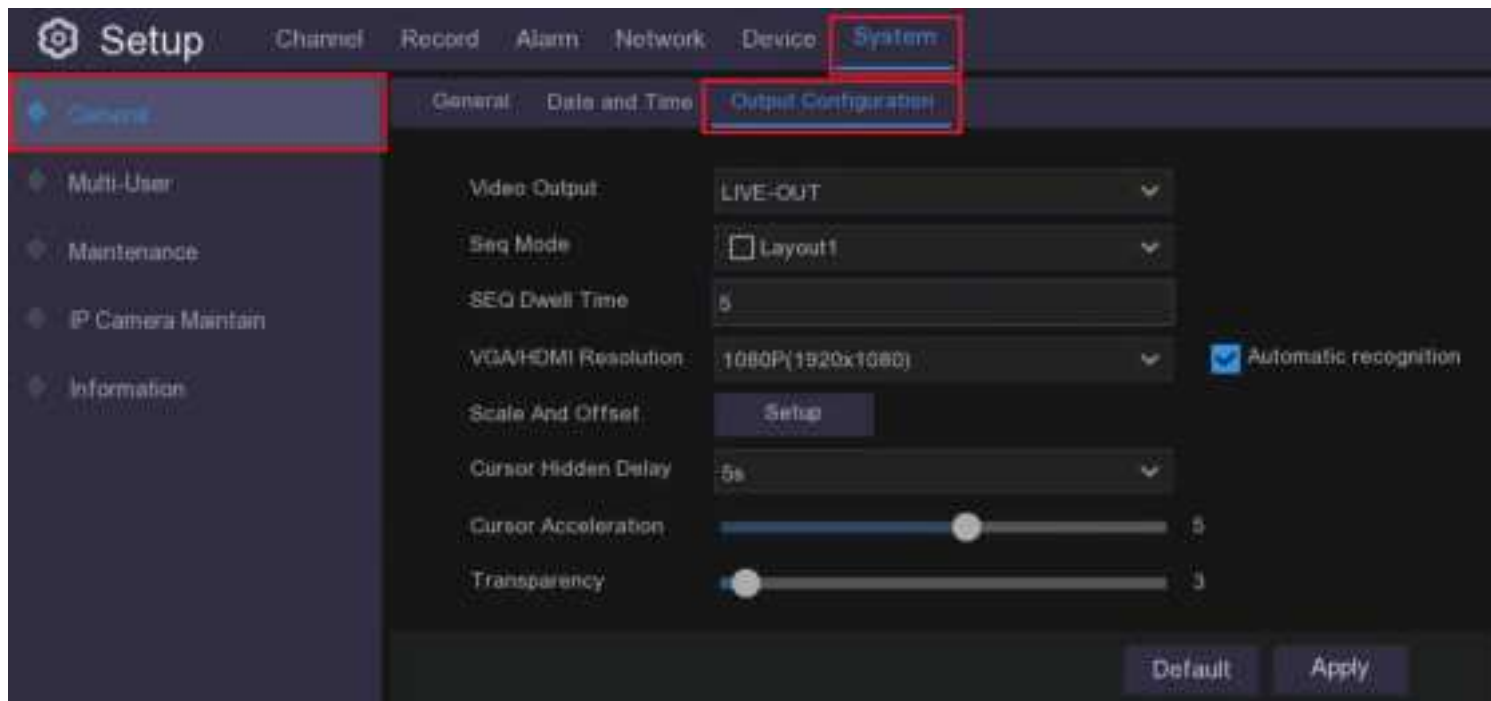 Setup Channel Record Alarm Network Device System
General General Date and Time Output Configuration
Multi-User
Maintenance
IP Camera Maintain
Information
Video Output LIVE-OUT
Seq Mode Layout1
SEQ Dwell Time 5
VGA/HDMI Resolution 1080P(1920x1080) Automatic recognition
Scale And Offset Setup
Cursor Hidden Delay 5s
Cursor Acceleration 5
Transparency 3
Default Apply